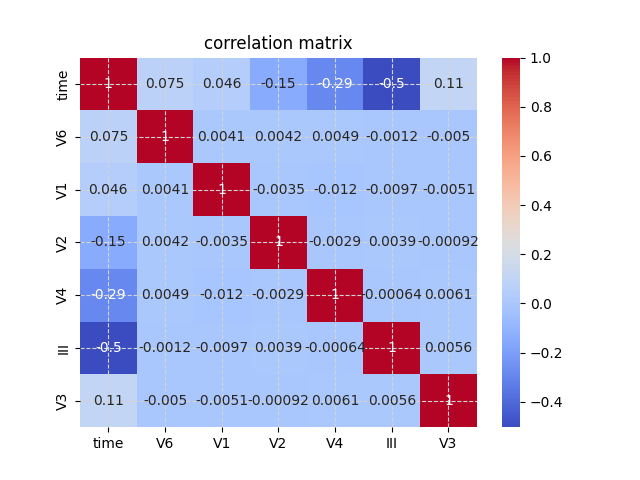 correlation matrix
time 1 0.075 0.046 -0.15 -0.29 -0.5 0.11
V6 0.075 1 0.0041 0.0042 0.0049 -0.0012 -0.005
V1 0.046 0.0041 1 -0.0035 -0.012 -0.0097 -0.0051
V2 -0.15 0.0042 -0.0035 1 -0.0029 0.0039 -0.00092
V4 -0.29 0.0049 -0.012 -0.0029 1 -0.00064 0.0061
III -0.5 -0.0012 -0.0097 0.0039 -0.00064 1 0.0056
V3 0.11 -0.005 -0.0051 -0.00092 0.0061 0.0056 1
time V6 V1 V2 V4 III V3
1.0
0.8
0.6
0.4
0.2
0.0
−0.2
−0.4